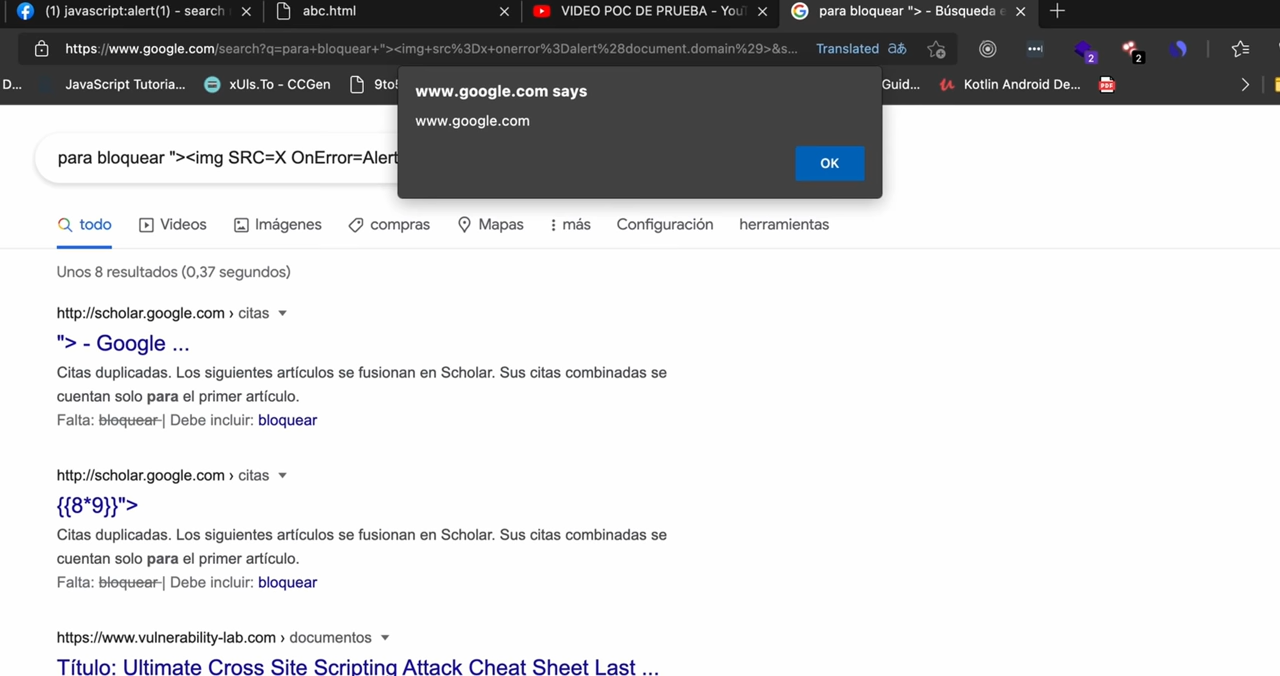 (1) javascript:alert(1) - search
abc.html
VIDEO POC DE PRUEBA - You
para bloquear "> - Búsqueda e
https://www.google.com/search?q=para+bloquear+"><img+src%3Dx+onerror%3Dalert%28document.domain%29>&s...
Translated
2
2
D...
JavaScript Tutoria...
xUIs.To - CCGen
9to
Guid...
Kotlin Android De...
PDF
www.google.com says
www.google.com
OK
para bloquear "><img SRC=X OnError=Alert
todo
Videos
Imágenes
compras
Mapas
más
Configuración
herramientas
Unos 8 resultados (0,37 segundos)
http://scholar.google.com › citas
"> - Google ...
Citas duplicadas. Los siguientes artículos se fusionan en Scholar. Sus citas combinadas se
cuentan solo para el primer artículo.
Falta: bloquear | Debe incluir: bloquear
http://scholar.google.com › citas
{{8*9}}">
Citas duplicadas. Los siguientes artículos se fusionan en Scholar. Sus citas combinadas se
cuentan solo para el primer artículo.
Falta: bloquear | Debe incluir: bloquear
https://www.vulnerability-lab.com › documentos
Título: Ultimate Cross Site Scripting Attack Cheat Sheet Last ...